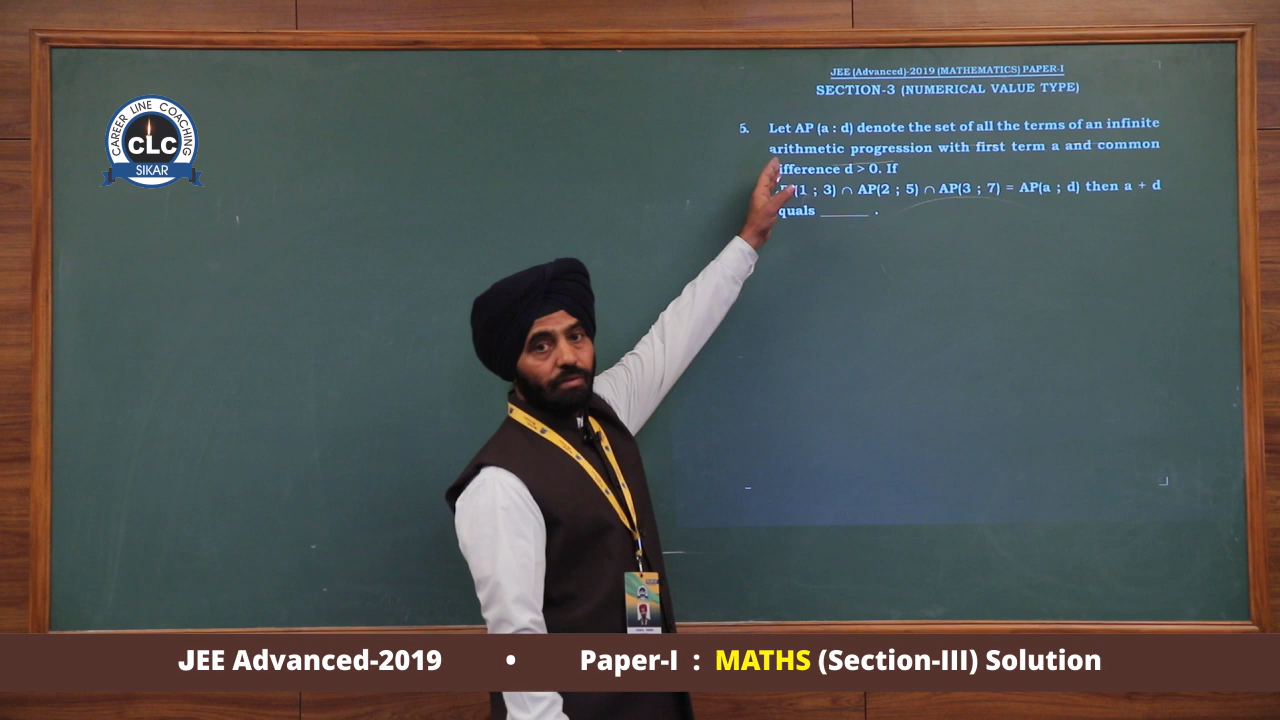 JEE (Advanced)-2019 (MATHEMATICS) PAPER-I
SECTION-3 (NUMERICAL VALUE TYPE)
5. Let AP (a : d) denote the set of all the terms of an infinite
arithmetic progression with first term a and common
ifference d > 0. If
P(1 ; 3) ∩ AP(2 ; 5) ∩ AP(3 ; 7) = AP(a ; d) then a + d
quals ______ .
CAREER LINE COACHING
CLC
SIKAR
JEE Advanced-2019 • Paper-I : MATHS (Section-III) Solution